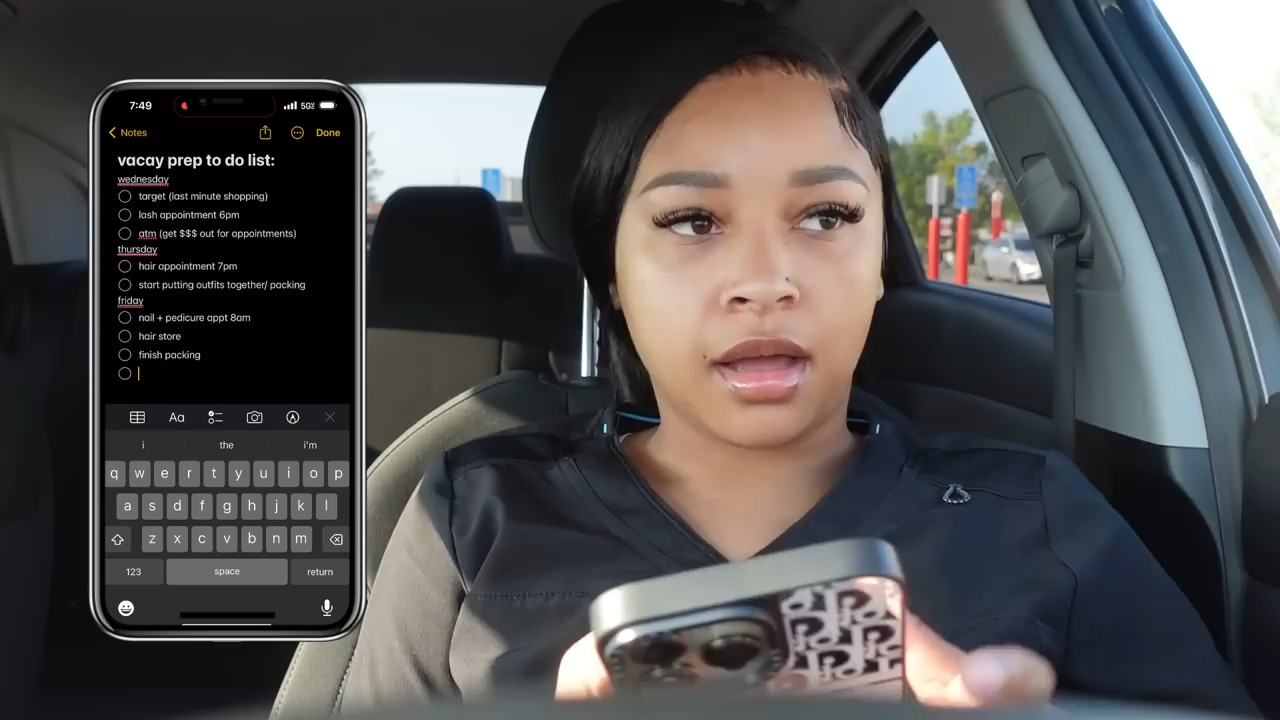 7:49
5G
Notes
Done
vacay prep to do list:
wednesday
target (last minute shopping)
lash appointment 6pm
atm (get $$$ out for appointments)
thursday
hair appointment 7pm
start putting outfits together/ packing
friday
nail + pedicure appt 8am
hair store
finish packing
Aa
i the i'm
q w e r t y u i o p
a s d f g h j k l
z x c v b n m
123 space return